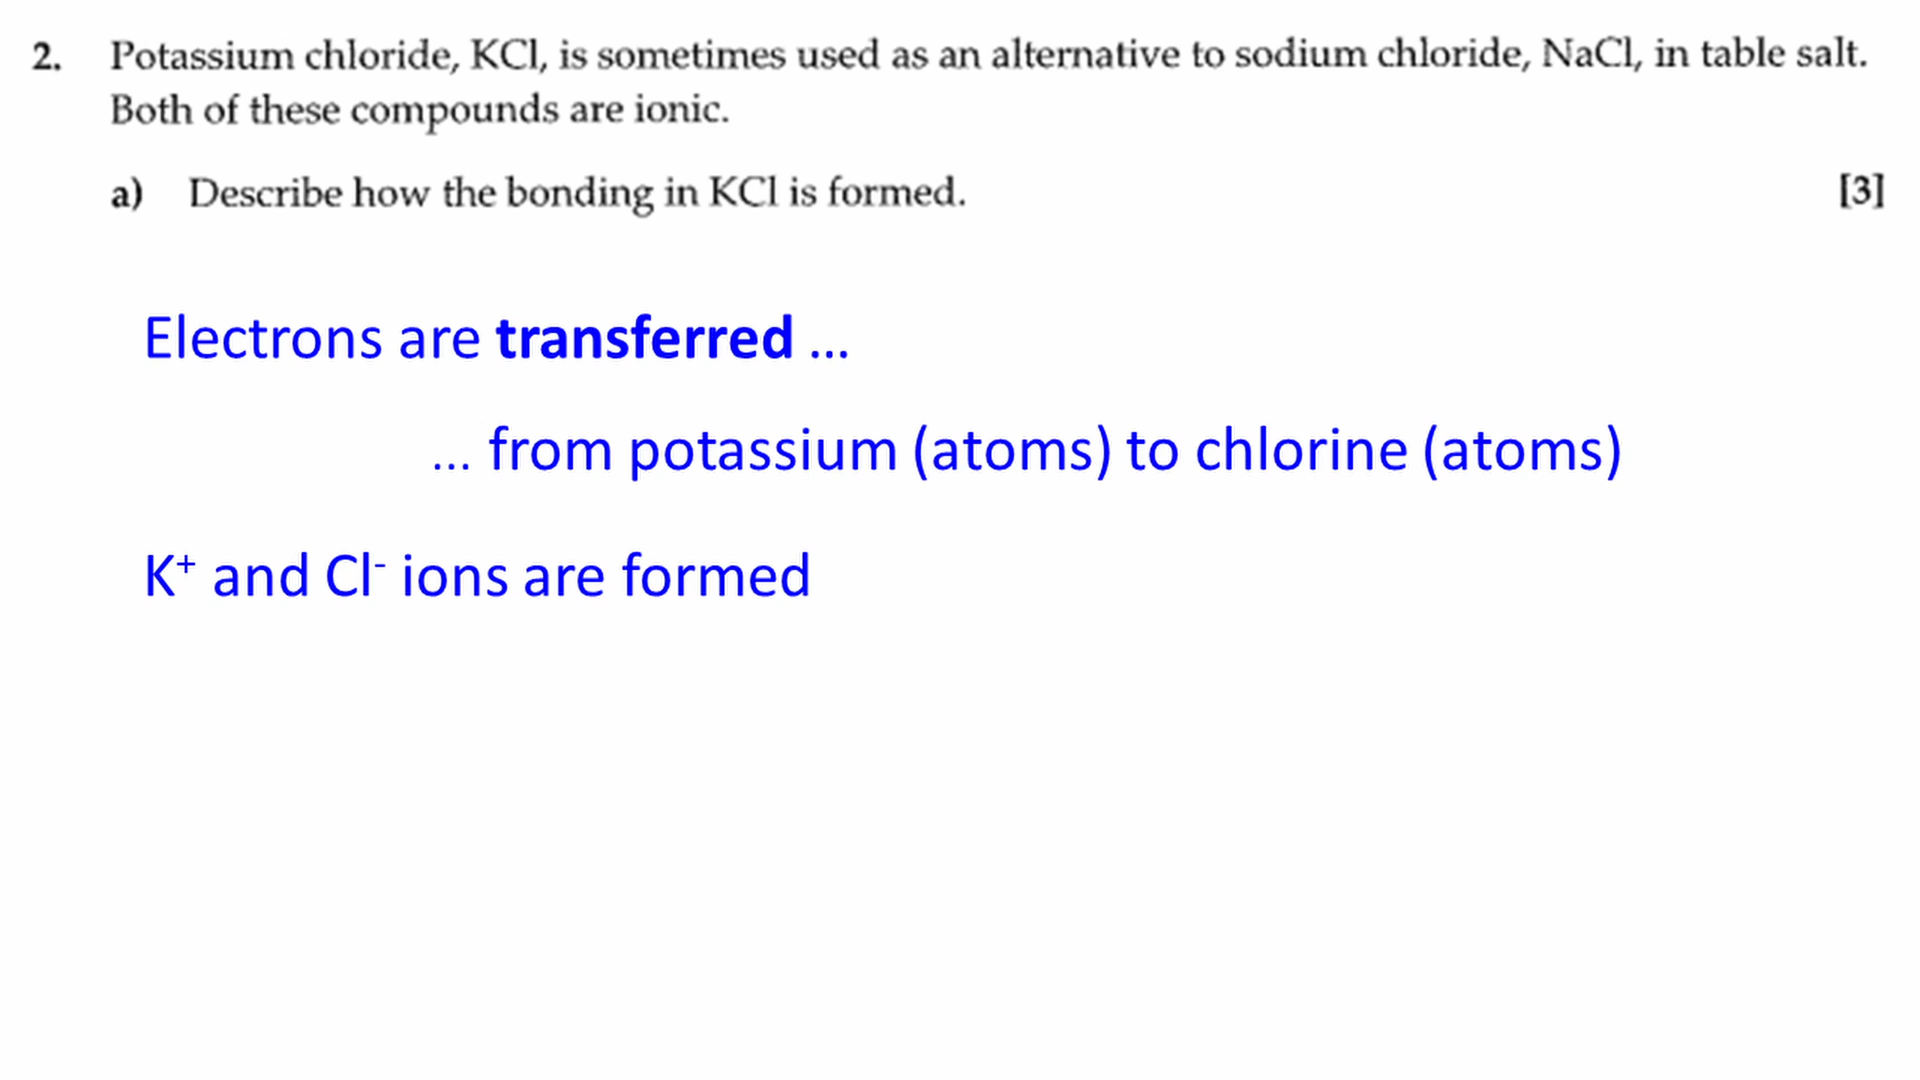 2. Potassium chloride, KCl, is sometimes used as an alternative to sodium chloride, NaCl, in table salt.
Both of these compounds are ionic.
a) Describe how the bonding in KCl is formed. [3]
Electrons are transferred ...
... from potassium (atoms) to chlorine (atoms)
K⁺ and Cl⁻ ions are formed